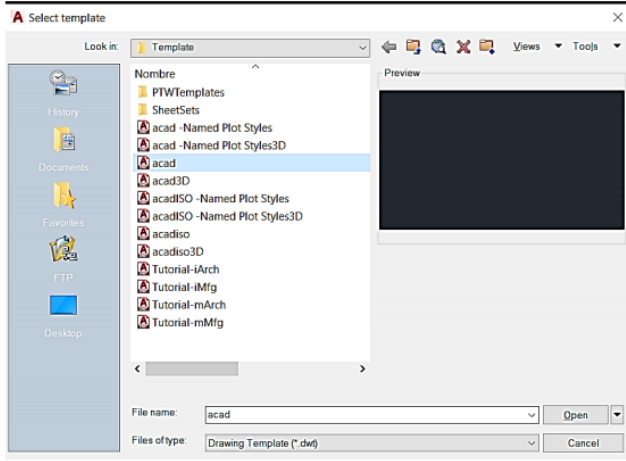 Select template
Look in: Template Views Tools
History
Documents
Favorites
FTP
Desktop
Nombre
PTWTemplates
SheetSets
acad -Named Plot Styles
acad -Named Plot Styles3D
acad
acad3D
acadISO -Named Plot Styles
acadISO -Named Plot Styles3D
acadiso
acadiso3D
Tutorial-iArch
Tutorial-iMfg
Tutorial-mArch
Tutorial-mMfg
Preview
File name: acad Open
Files of type: Drawing Template (*.dwt) Cancel